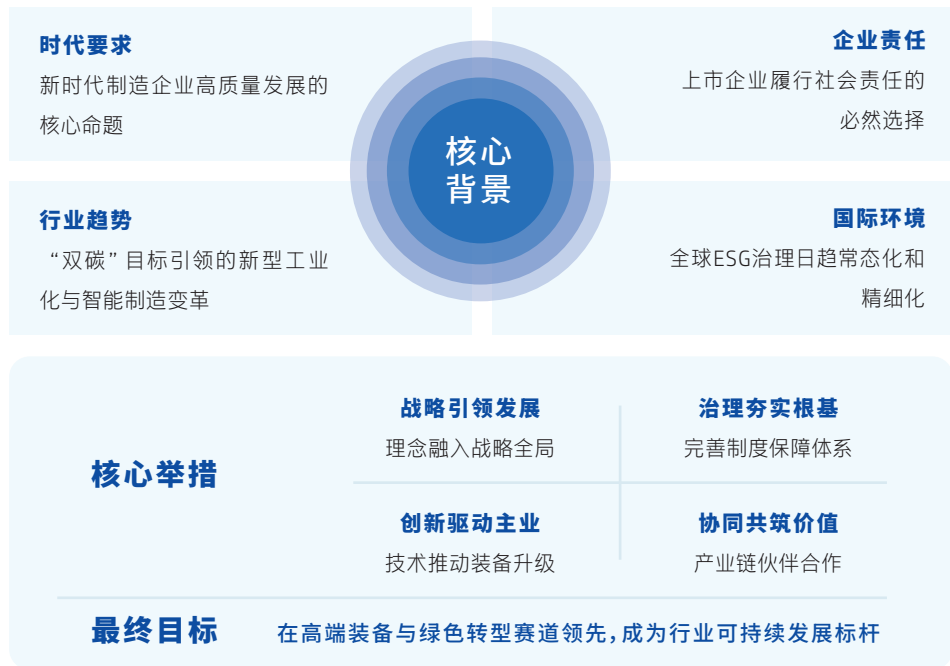 时代要求
新时代制造企业高质量发展的
核心命题
企业责任
上市企业履行社会责任的
必然选择
核心
背景
行业趋势
“双碳”目标引领的新型工业
化与智能制造变革
国际环境
全球ESG治理日趋常态化和
精细化
核心举措
战略引领发展
理念融入战略全局
治理夯实根基
完善制度保障体系
创新驱动主业
技术推动装备升级
协同共筑价值
产业链伙伴合作
最终目标
在高端装备与绿色转型赛道领先,成为行业可持续发展标杆